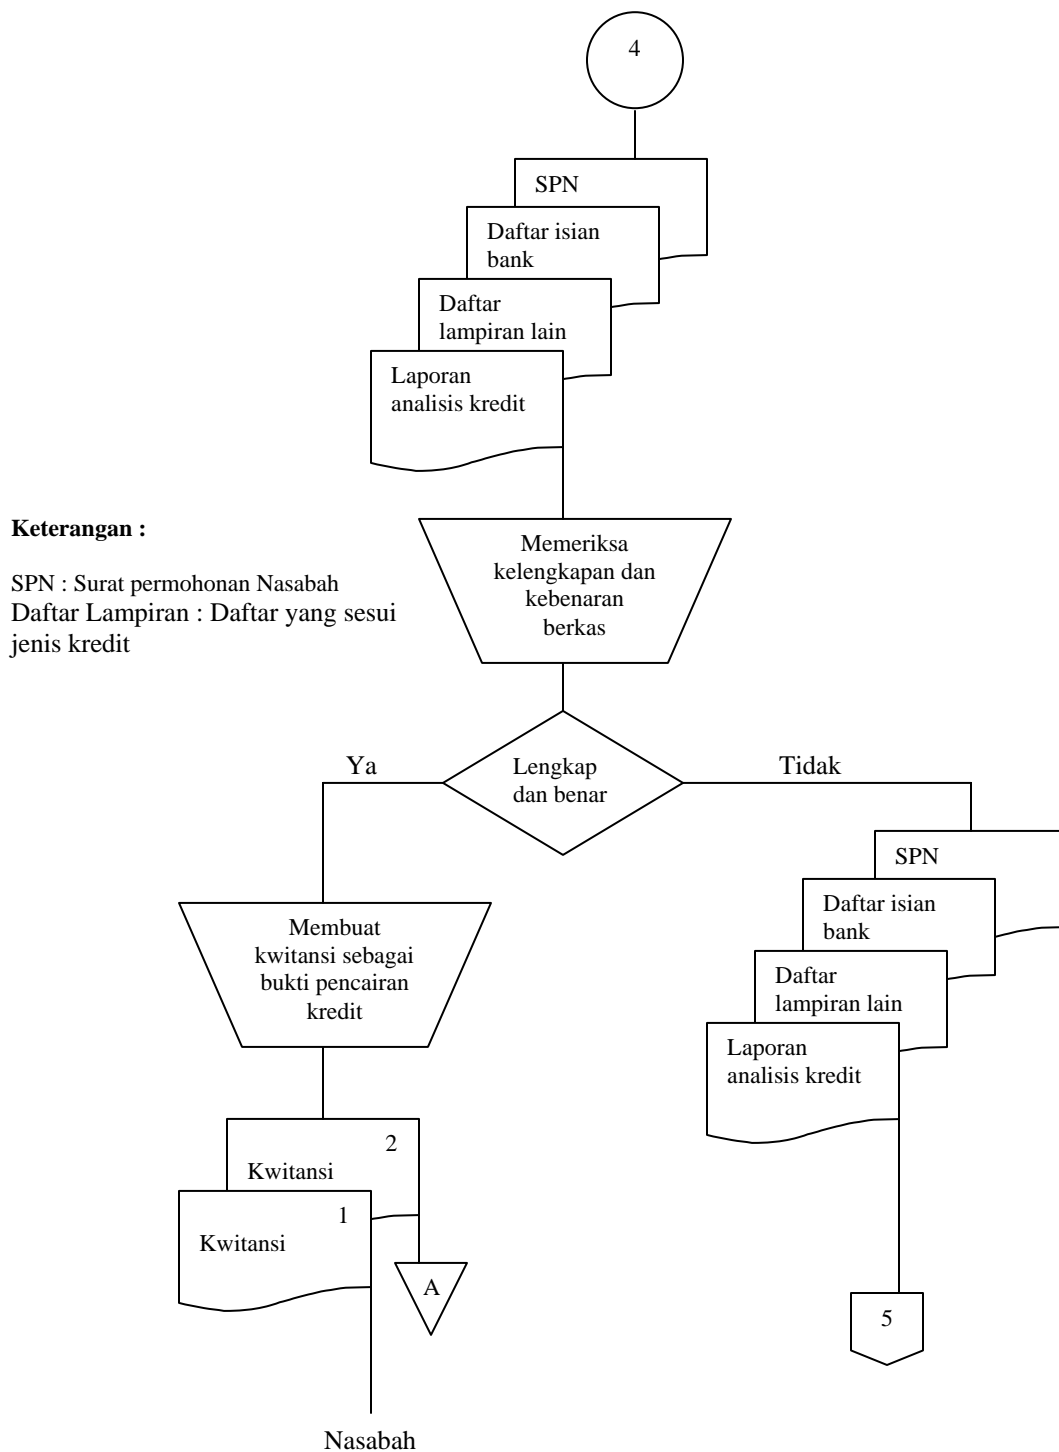 4
SPN
Daftar isian
bank
Daftar
lampiran lain
Laporan
analisis kredit
Keterangan :
SPN : Surat permohonan Nasabah
Daftar Lampiran : Daftar yang sesui
jenis kredit
Memeriksa
kelengkapan dan
kebenaran
berkas
Ya
Lengkap
dan benar
Tidak
SPN
Daftar isian
bank
Daftar
lampiran lain
Laporan
analisis kredit
Membuat
kwitansi sebagai
bukti pencairan
kredit
2
Kwitansi
1
Kwitansi
A
5
Nasabah